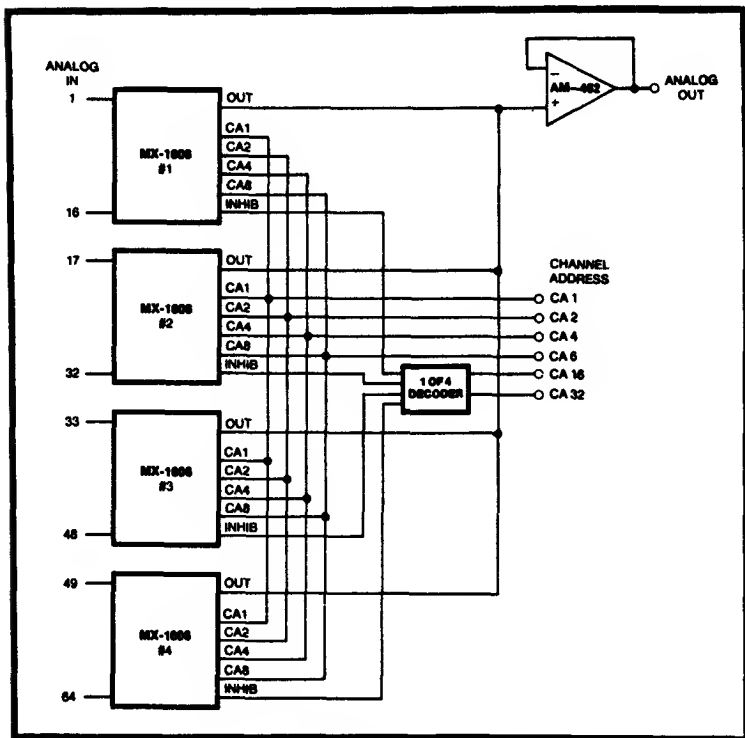 ANALOG
IN
1
MX-1606
#1
16
OUT
CA1
CA2
CA4
CA8
INHIB
AM-462
−
+
ANALOG
OUT
17
MX-1606
#2
32
OUT
CA1
CA2
CA4
CA8
INHIB
CHANNEL
ADDRESS
CA 1
CA 2
CA 4
CA 6
CA 16
CA 32
1 OF 4
DECODER
33
MX-1606
#3
48
OUT
CA1
CA2
CA4
CA8
INHIB
49
MX-1606
#4
64
OUT
CA1
CA2
CA4
CA8
INHIB